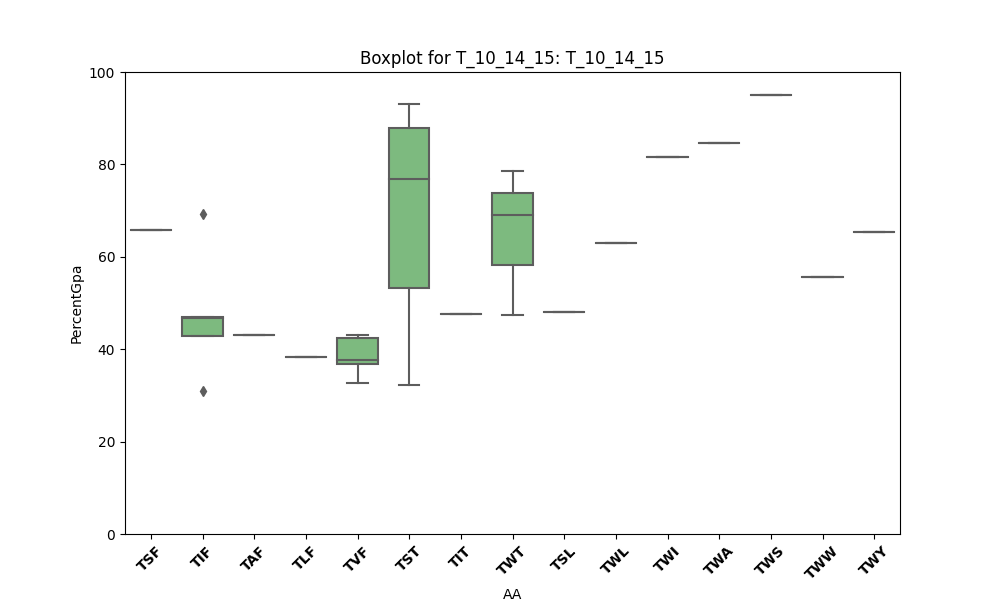 Boxplot for T_10_14_15: T_10_14_15
PercentGpa
100
80
60
40
20
0
TSF TIF TAF TLF TVF TST TIT TWT TSL TWL TWI TWA TWS TWW TWY
AA